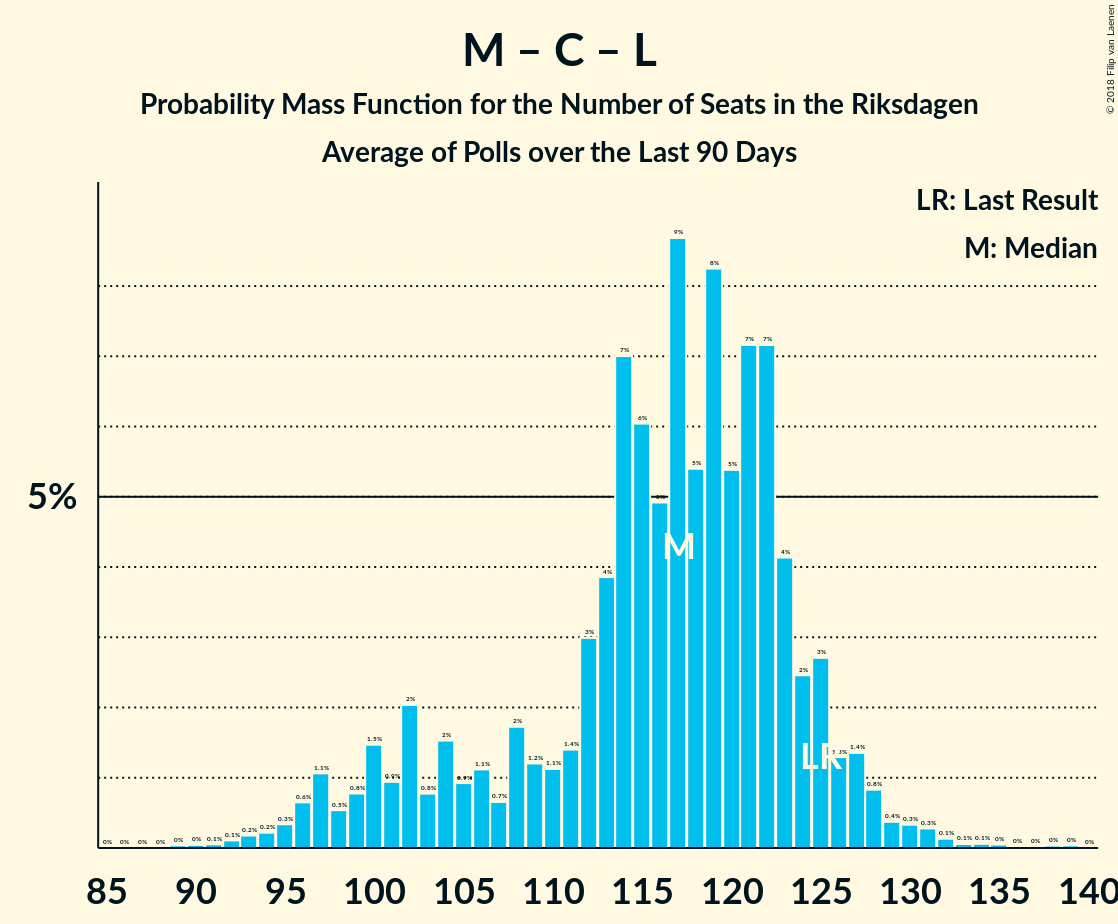 © 2018 Filip van Laenen
M – C – L
Probability Mass Function for the Number of Seats in the Riksdagen
Average of Polls over the Last 90 Days
LR: Last Result
M: Median
5%
0% 0% 0% 0% 0% 0% 0.1% 0.1% 0.2% 0.2% 0.3% 0.6% 1.1% 0.5% 0.8% 1.5% 0.9% 2% 0.8% 2% 0.9% 1.1% 0.7% 2% 1.2% 1.1% 1.4% 3% 4% 7% 6% 5% 9% 5% 8% 5% 7% 7% 4% 2% 3% 1.4% 0.8% 0.4% 0.3% 0.3% 0.1% 0.1% 0.1% 0% 0% 0% 0% 0% 0%
M
LR
85 90 95 100 105 110 115 120 125 130 135 140